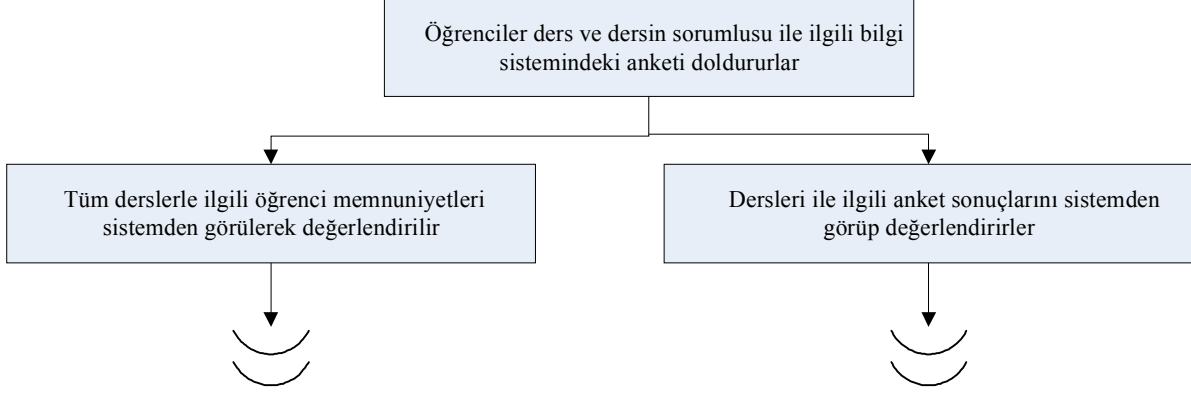 Öğrenciler ders ve dersin sorumlusu ile ilgili bilgi
sistemindeki anketi doldururlar
Tüm derslerle ilgili öğrenci memnuniyetleri
sistemden görülerek değerlendirilir
Dersleri ile ilgili anket sonuçlarını sistemden
görüp değerlendirirler